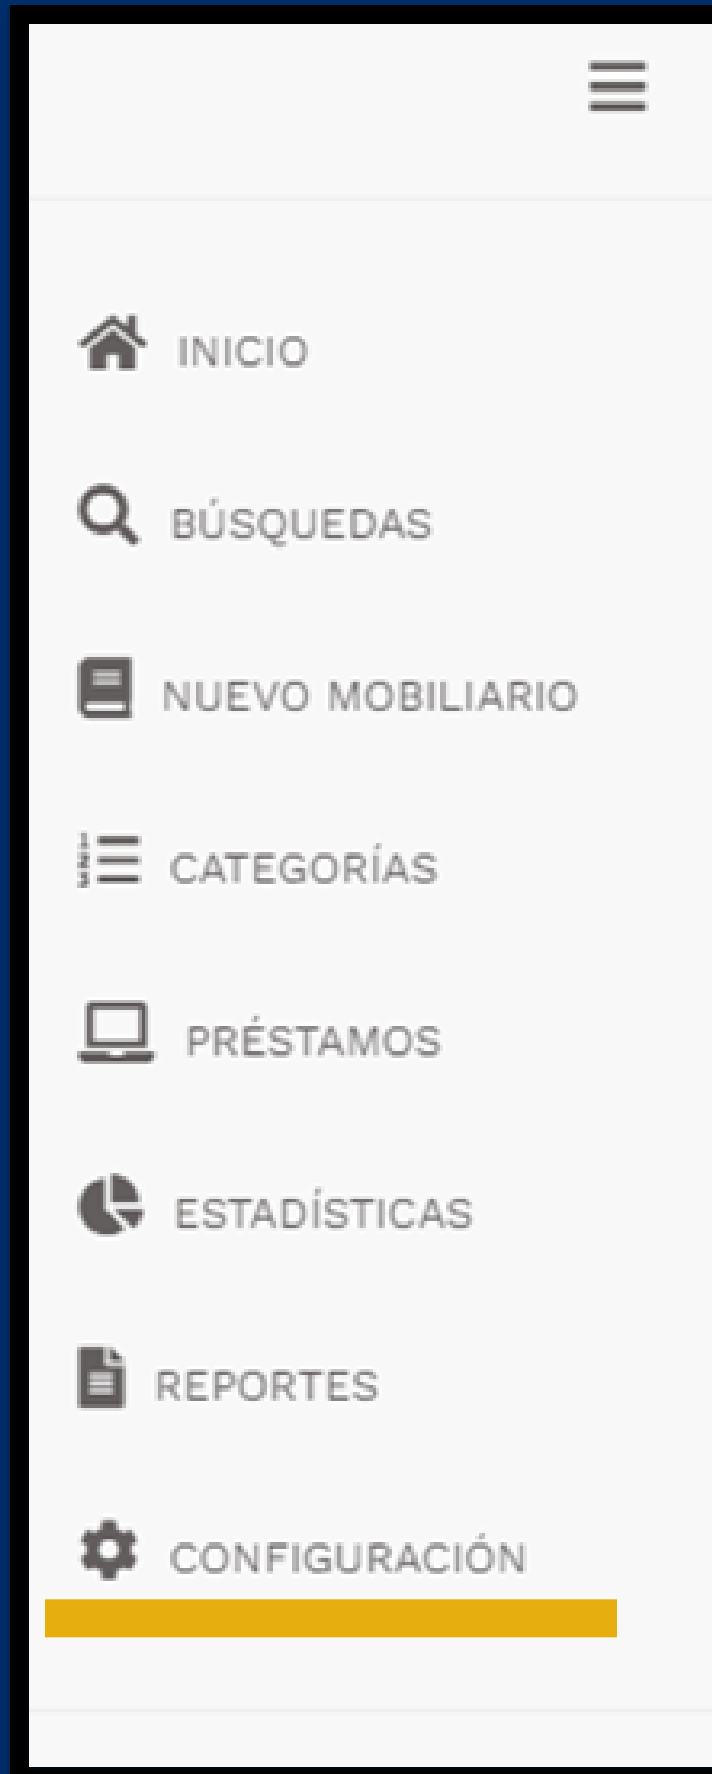 INICIO
BÚSQUEDAS
NUEVO MOBILIARIO
CATEGORÍAS
PRÉSTAMOS
ESTADÍSTICAS
REPORTES
CONFIGURACIÓN